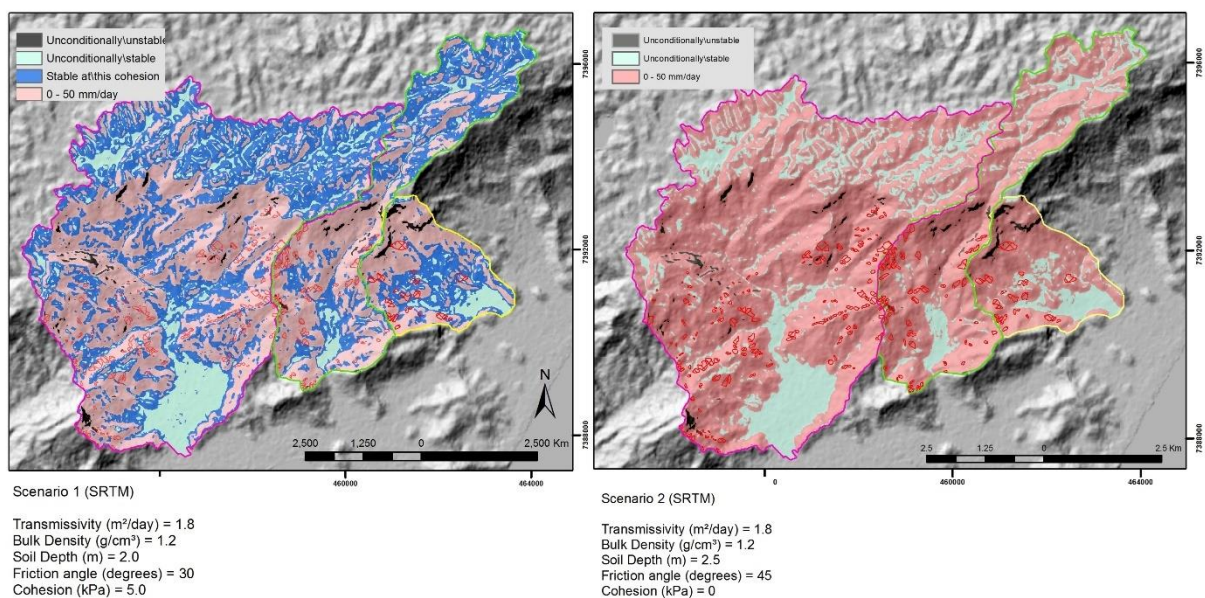 Unconditionally\unstable
Unconditionally\stable
Stable at\this cohesion
0 - 50 mm/day
7396000
7392000
7388000
N
2,500 1,250 0 2,500 Km
460000 464000
Scenario 1 (SRTM)
Transmissivity (m²/day) = 1.8
Bulk Density (g/cm³) = 1.2
Soil Depth (m) = 2.0
Friction angle (degrees) = 30
Cohesion (kPa) = 5.0
Unconditionally\unstable
Unconditionally\stable
0 - 50 mm/day
7396000
7392000
7388000
2.5 1.25 0 2.5 Km
0 460000 464000
Scenario 2 (SRTM)
Transmissivity (m²/day) = 1.8
Bulk Density (g/cm³) = 1.2
Soil Depth (m) = 2.5
Friction angle (degrees) = 45
Cohesion (kPa) = 0